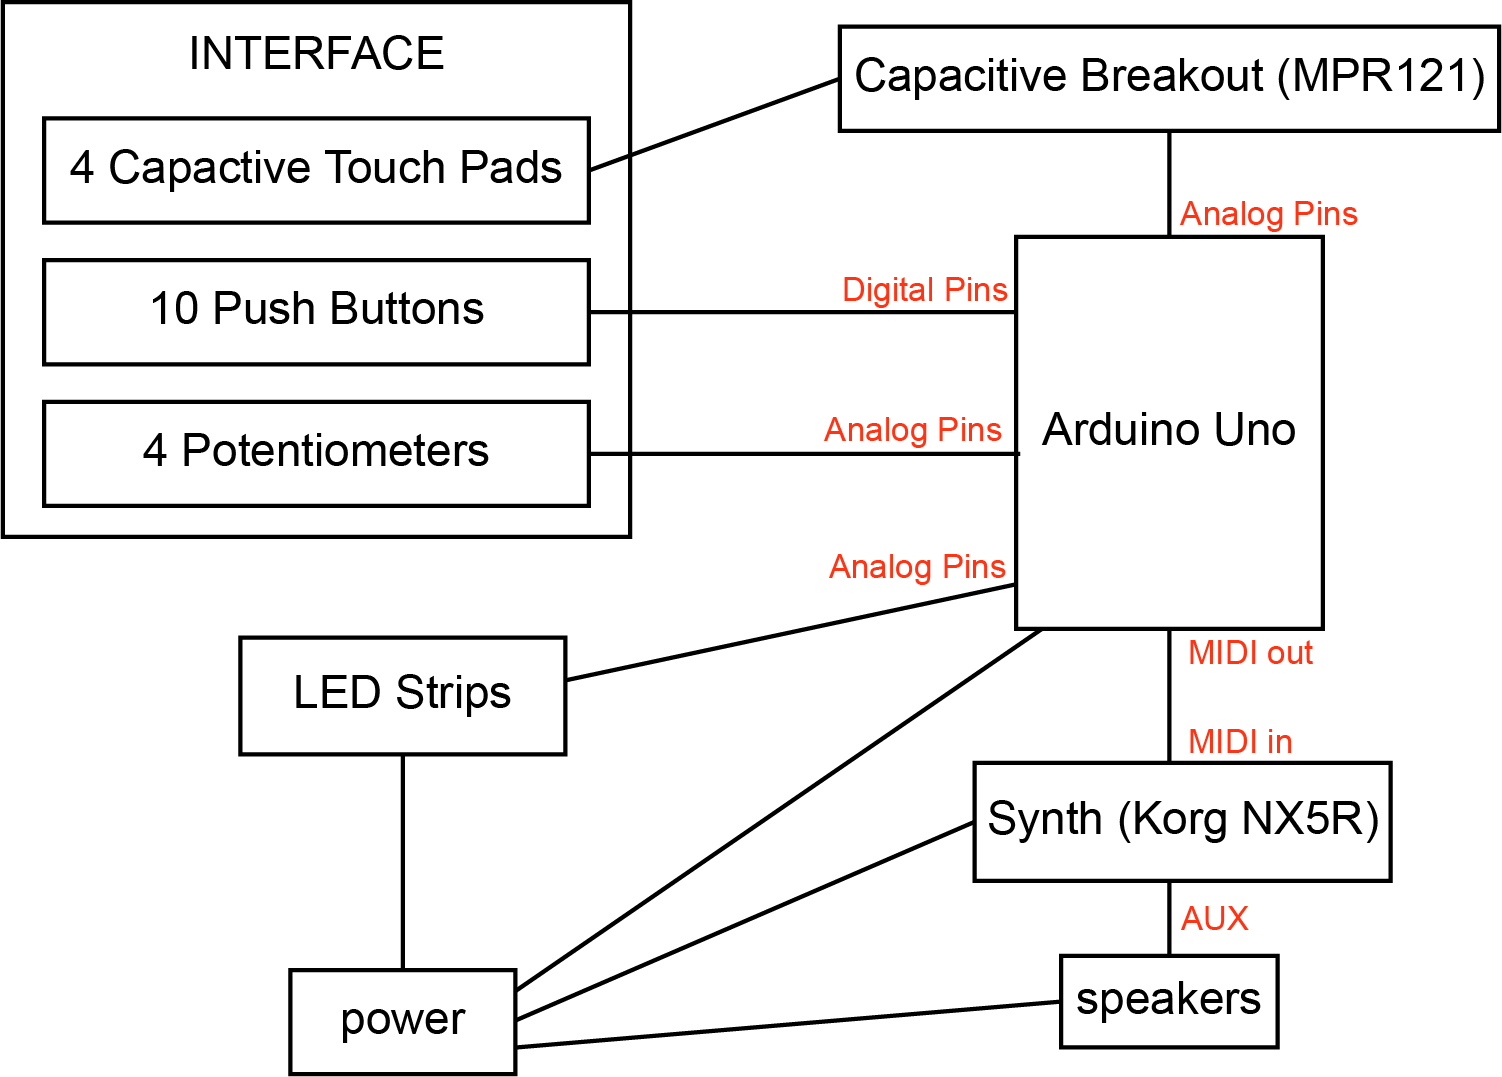 INTERFACE
Capacitive Breakout (MPR121)
4 Capactive Touch Pads
Analog Pins
Digital Pins
10 Push Buttons
Analog Pins
Arduino Uno
4 Potentiometers
Analog Pins
MIDI out
LED Strips
MIDI in
Synth (Korg NX5R)
AUX
speakers
power